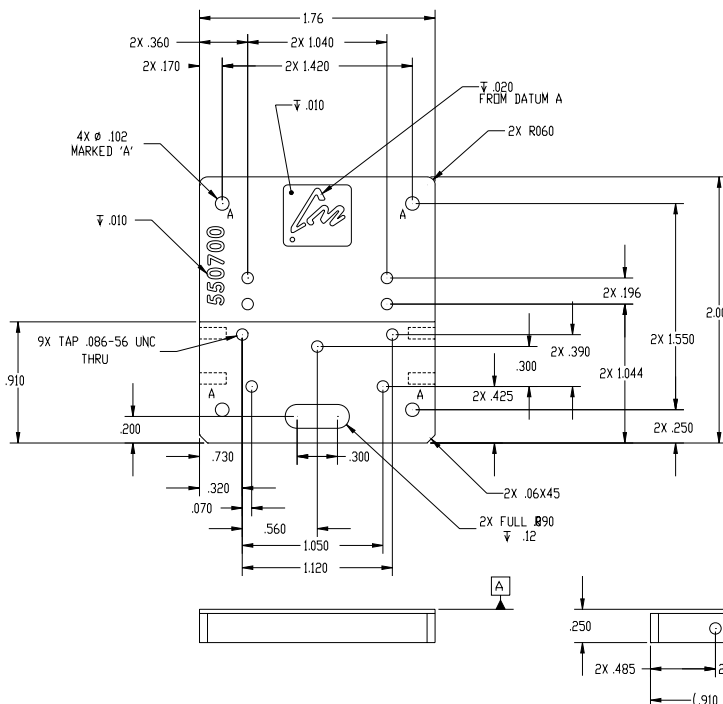 1.76
2X .360
2X 1.040
2X .170
2X 1.420
↧ .020
FROM DATUM A
↧ .010
2X R060
4X ø .102
MARKED 'A'
A
A
↧ .010
550700
2X .196
2.00
9X TAP .086-56 UNC
THRU
2X 1.550
2X .390
.300
2X 1.044
.910
2X .425
A
A
.200
2X .250
.730
.300
.320
2X .06X45
.070
.560
2X FULL R.090
↧ .12
1.050
1.120
A
.250
2X .485
2
(.910